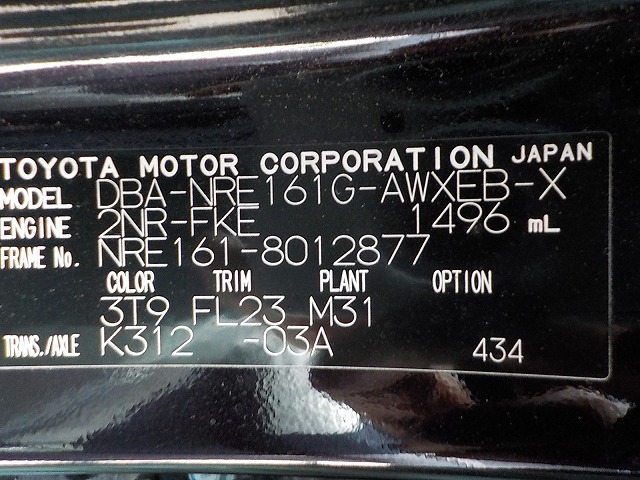 TOYOTA MOTOR CORPORATION JAPAN
MODEL DBA-NRE161G-AWXEB-X
ENGINE 2NR-FKE 1496 mL
FRAME No. NRE161-8012877
COLOR TRIM PLANT OPTION
3T9 FL23 M31
TRANS./AXLE K312 -03A 434